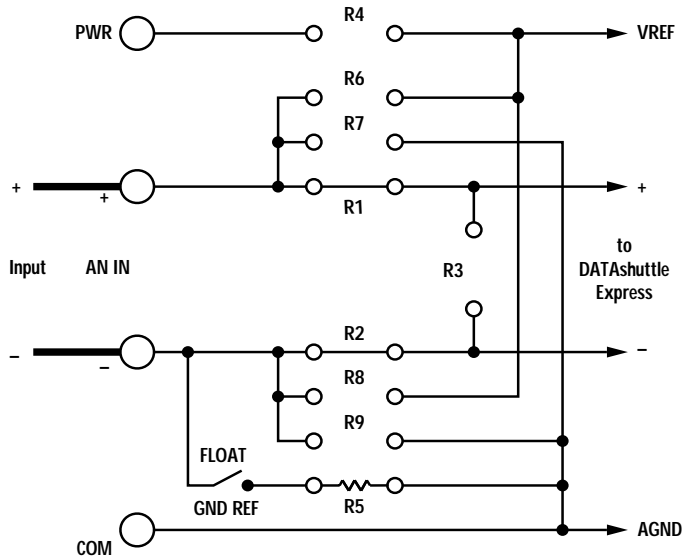 PWR
R4
VREF
R6
R7
+
+
R1
+
Input
AN IN
R3
to
DATAshuttle
Express
R2
–
–
–
R8
R9
FLOAT
GND REF
R5
COM
AGND